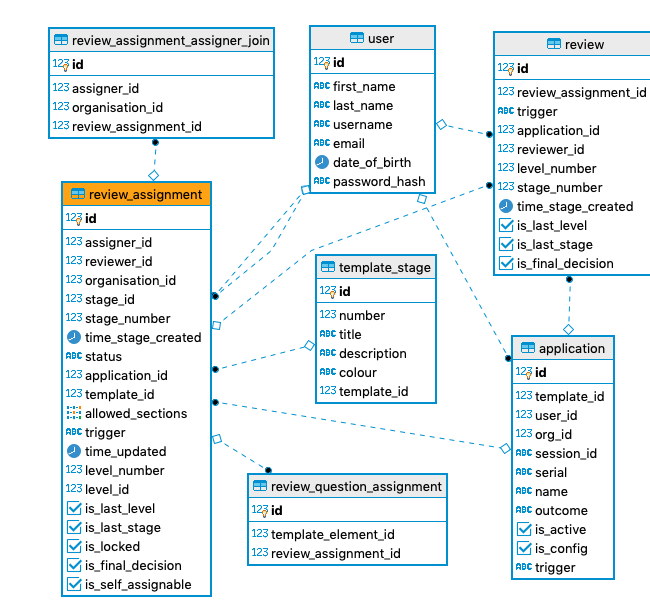 review_assignment_assigner_join
123 id
123 assigner_id
123 organisation_id
123 review_assignment_id
user
123 id
ABC first_name
ABC last_name
ABC username
ABC email
date_of_birth
ABC password_hash
review
123 id
123 review_assignment_id
ABC trigger
123 application_id
123 reviewer_id
123 level_number
123 stage_number
time_stage_created
is_last_level
is_last_stage
is_final_decision
review_assignment
123 id
123 assigner_id
123 reviewer_id
123 organisation_id
123 stage_id
123 stage_number
time_stage_created
ABC status
123 application_id
123 template_id
allowed_sections
ABC trigger
time_updated
123 level_number
123 level_id
is_last_level
is_last_stage
is_locked
is_final_decision
is_self_assignable
template_stage
123 id
123 number
ABC title
ABC description
ABC colour
123 template_id
application
123 id
123 template_id
123 user_id
123 org_id
ABC session_id
ABC serial
ABC name
ABC outcome
is_active
is_config
ABC trigger
review_question_assignment
123 id
123 template_element_id
123 review_assignment_id